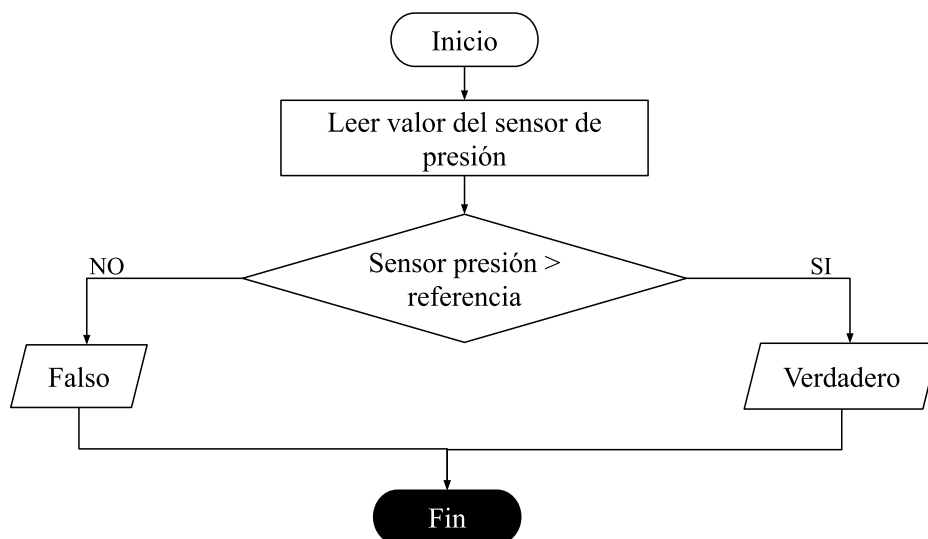 Inicio
Leer valor del sensor de
presión
Sensor presión >
referencia
NO
SI
Falso
Verdadero
Fin